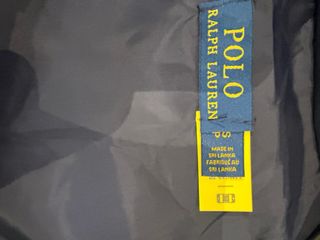 POLO
RALPH LAUREN
S
P
MADE IN
SRI LANKA
FABRIQUÉ AU
SRI LANKA